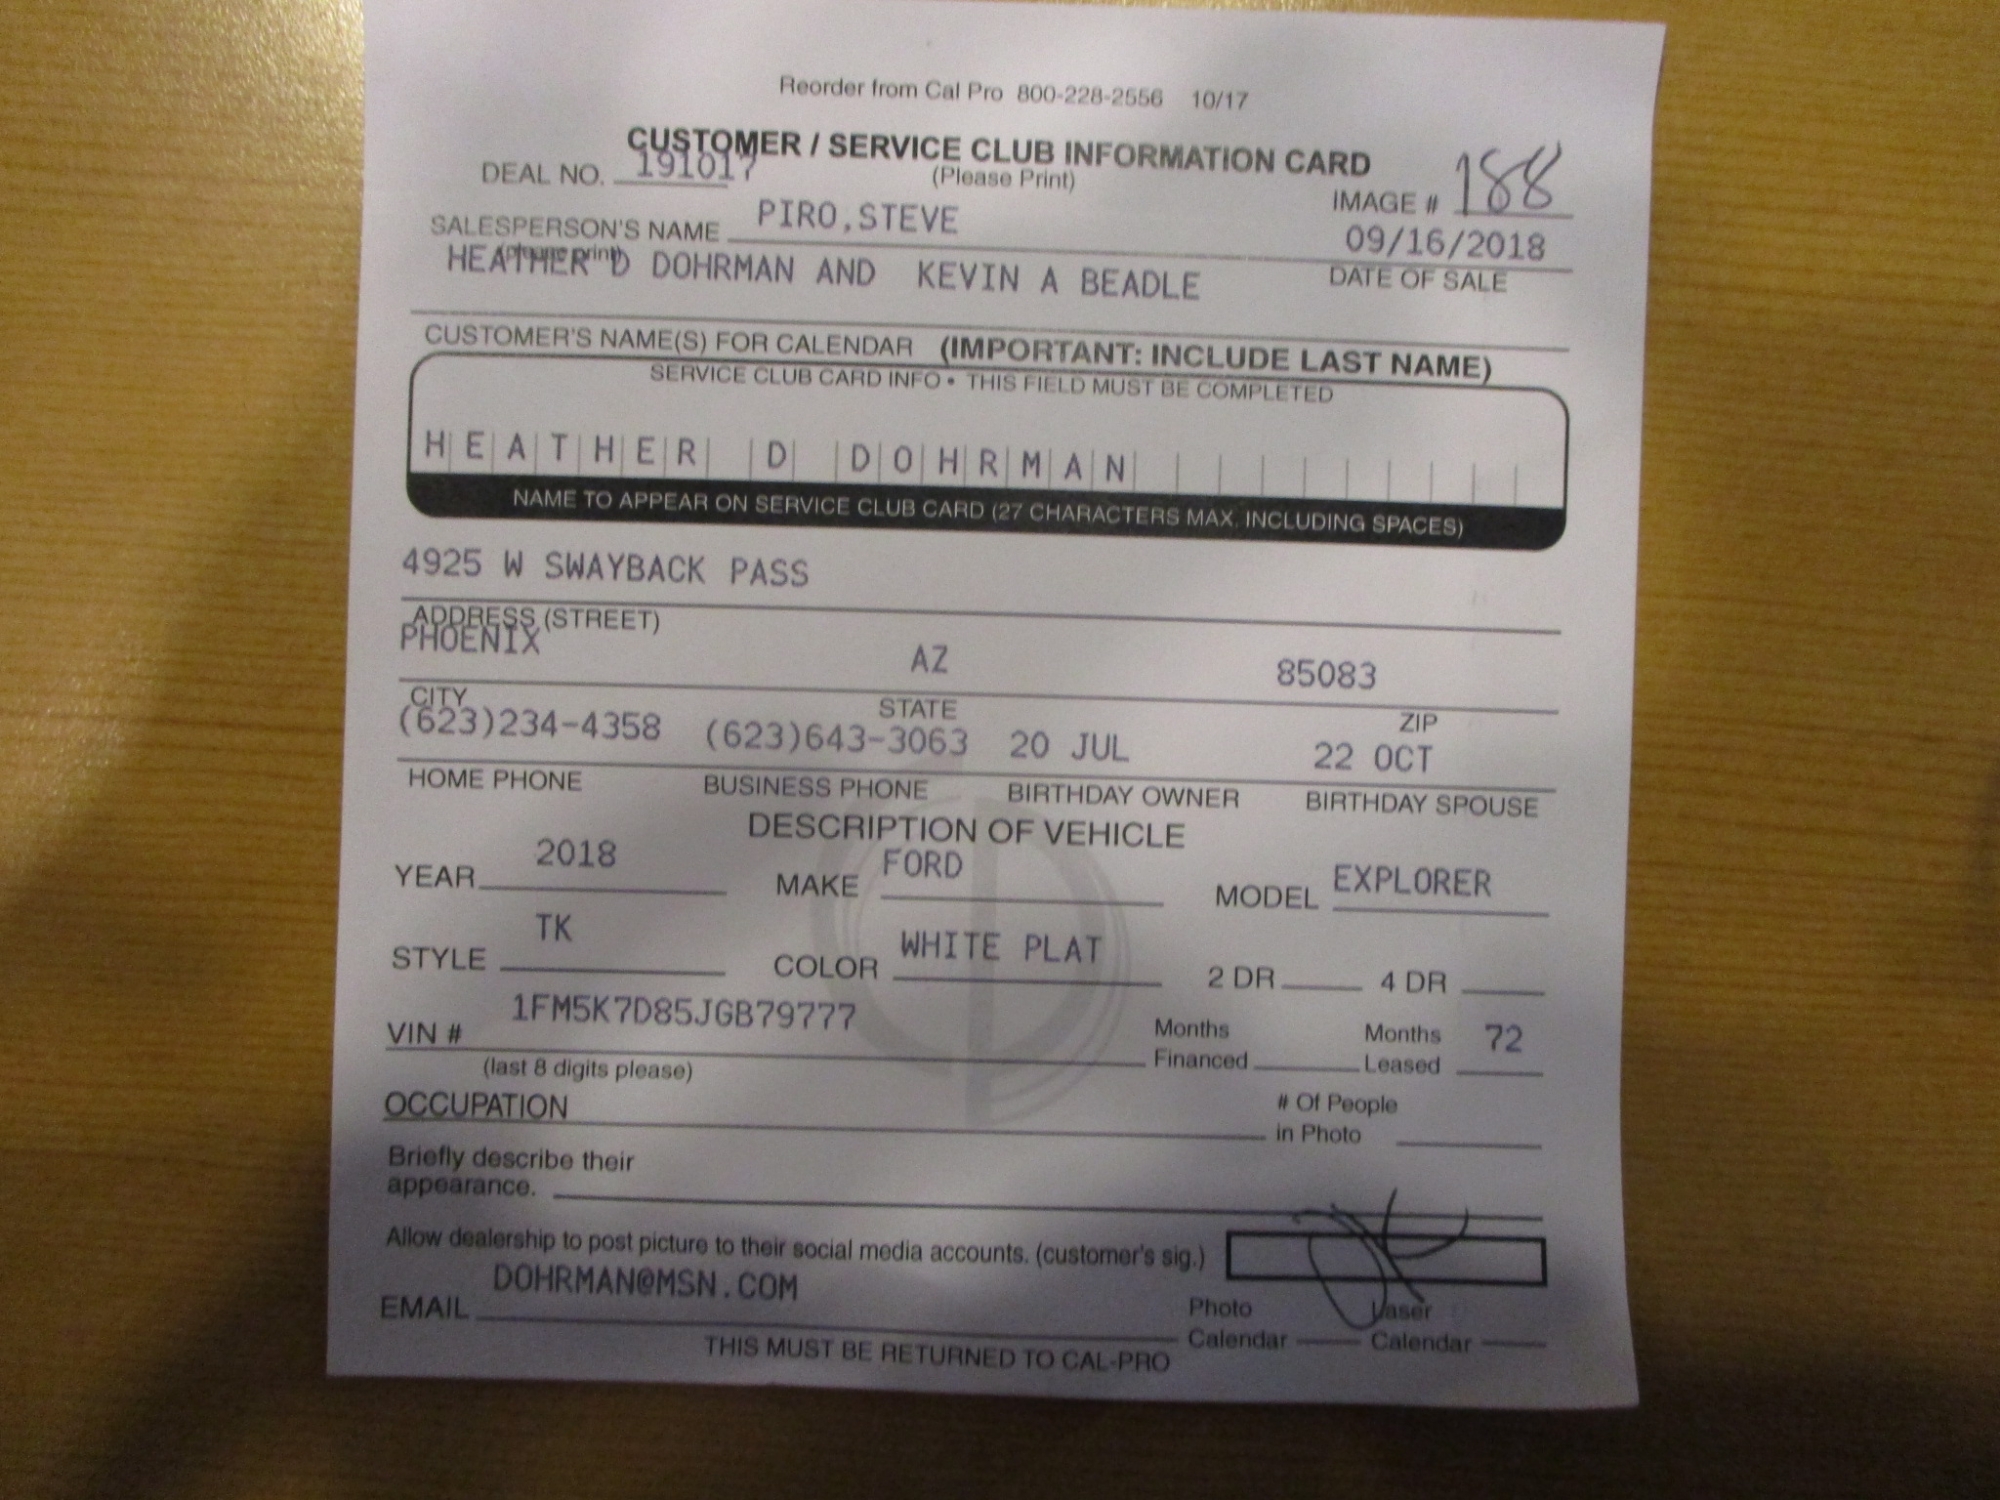 Reorder from Cal Pro 800-228-2556 10/17
CUSTOMER / SERVICE CLUB INFORMATION CARD
DEAL NO. 191017 (Please Print) IMAGE # 188
SALESPERSON'S NAME PIRO,STEVE 09/16/2018
(please print)
HEATHER D DOHRMAN AND KEVIN A BEADLE DATE OF SALE
CUSTOMER'S NAME(S) FOR CALENDAR (IMPORTANT: INCLUDE LAST NAME)
SERVICE CLUB CARD INFO • THIS FIELD MUST BE COMPLETED
HEATHER D DOHRMAN
NAME TO APPEAR ON SERVICE CLUB CARD (27 CHARACTERS MAX. INCLUDING SPACES)
4925 W SWAYBACK PASS
ADDRESS (STREET)
PHOENIX AZ 85083
CITY STATE ZIP
(623)234-4358 (623)643-3063 20 JUL 22 OCT
HOME PHONE BUSINESS PHONE BIRTHDAY OWNER BIRTHDAY SPOUSE
DESCRIPTION OF VEHICLE
YEAR 2018 MAKE FORD MODEL EXPLORER
STYLE TK COLOR WHITE PLAT 2 DR 4 DR
VIN # 1FM5K7D85JGB79777 Months Financed Months Leased 72
(last 8 digits please)
OCCUPATION # Of People in Photo
Briefly describe their
appearance.
Allow dealership to post picture to their social media accounts. (customer's sig.)
EMAIL DOHRMAN@MSN.COM Photo Calendar Laser Calendar
THIS MUST BE RETURNED TO CAL-PRO